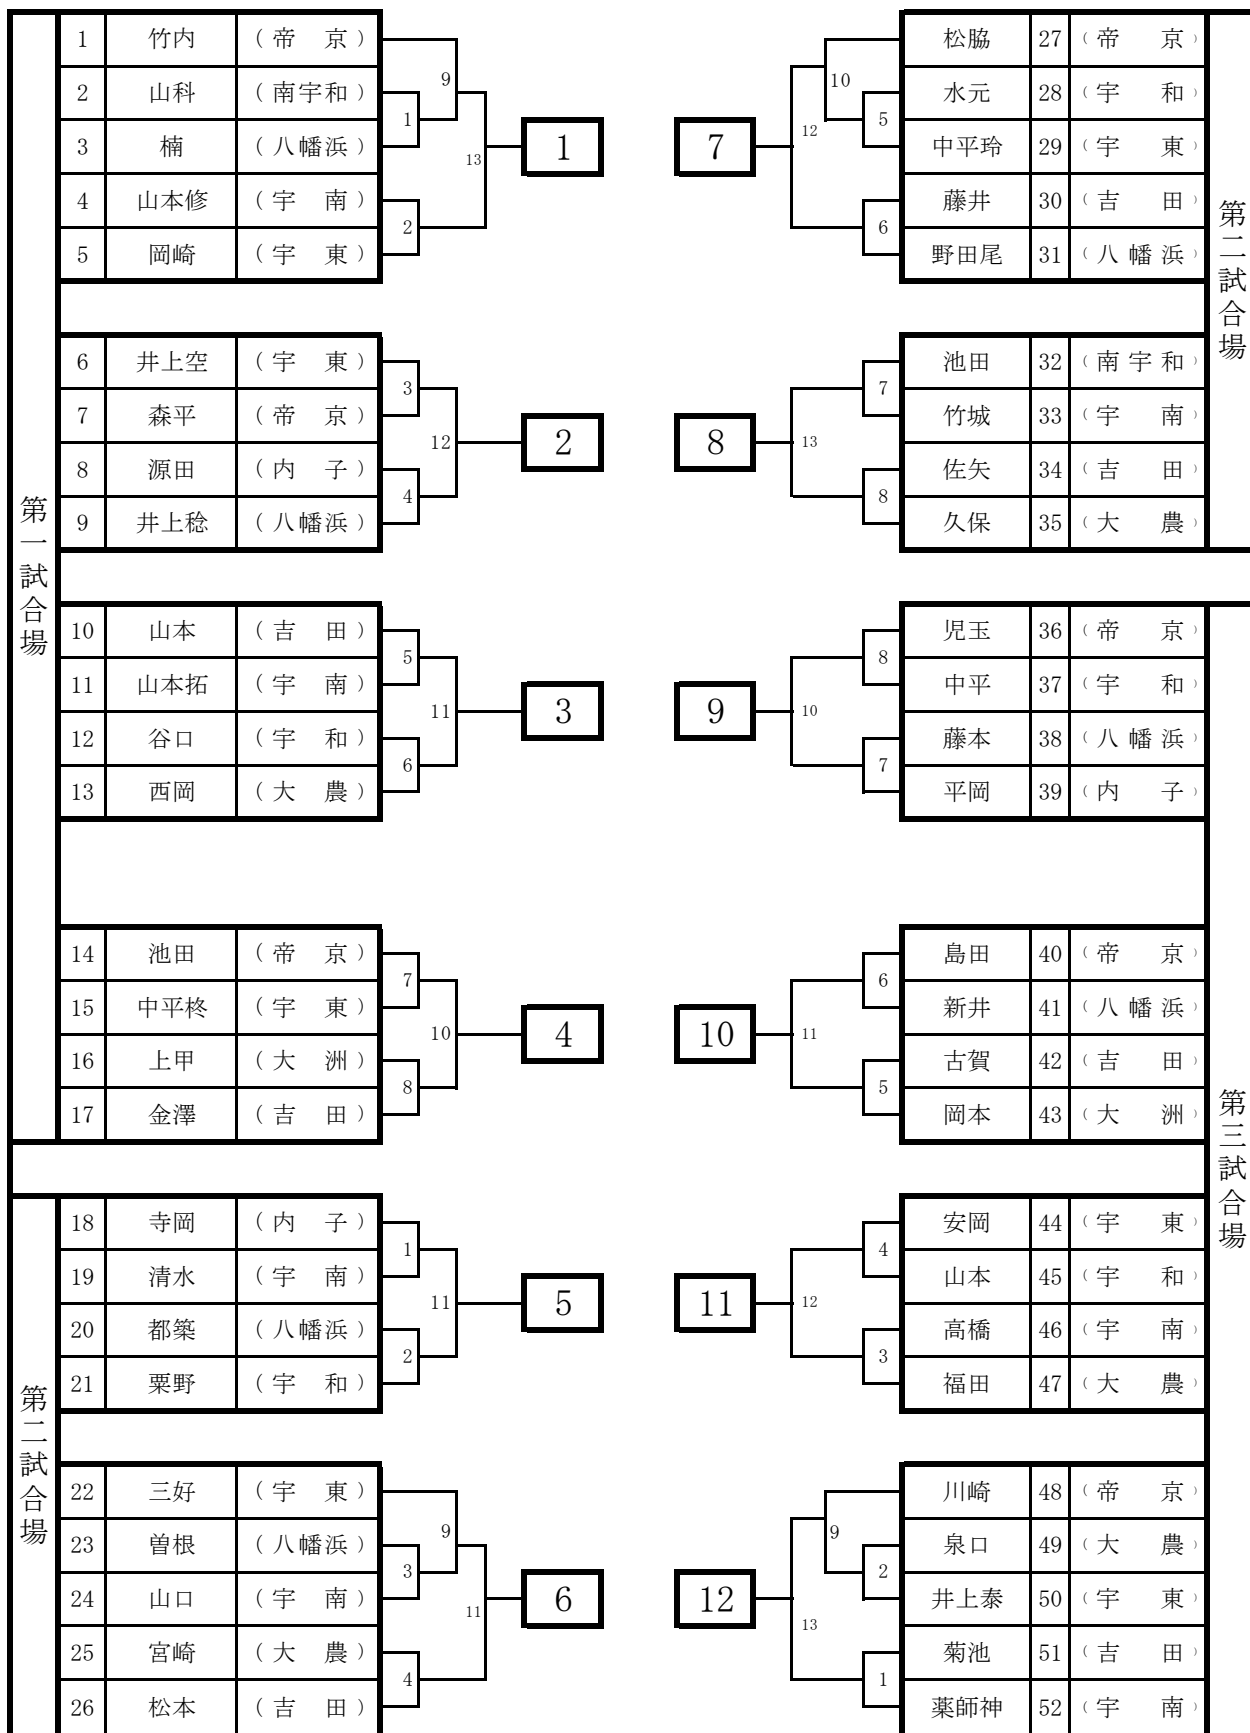 第一試合場
1 竹内 （帝　京）
9
2 山科 （南宇和）
1
3 楠 （八幡浜）
13
1
4 山本修 （宇　南）
2
5 岡崎 （宇　東）
6 井上空 （宇　東）
3
7 森平 （帝　京）
12
2
8 源田 （内　子）
4
9 井上稔 （八幡浜）
10 山本 （吉　田）
5
11 山本拓 （宇　南）
11
3
12 谷口 （宇　和）
6
13 西岡 （大　農）
14 池田 （帝　京）
7
15 中平柊 （宇　東）
10
4
16 上甲 （大　洲）
8
17 金澤 （吉　田）
第二試合場
18 寺岡 （内　子）
1
19 清水 （宇　南）
11
5
20 都築 （八幡浜）
2
21 粟野 （宇　和）
22 三好 （宇　東）
9
23 曽根 （八幡浜）
3
24 山口 （宇　南）
11
6
25 宮崎 （大　農）
4
26 松本 （吉　田）
第二試合場
松脇 27 （帝　京）
10
水元 28 （宇　和）
5
12
7
中平玲 29 （宇　東）
藤井 30 （吉　田）
6
野田尾 31 （八幡浜）
池田 32 （南宇和）
7
竹城 33 （宇　南）
13
8
佐矢 34 （吉　田）
8
久保 35 （大　農）
第三試合場
児玉 36 （帝　京）
8
中平 37 （宇　和）
10
9
藤本 38 （八幡浜）
7
平岡 39 （内　子）
島田 40 （帝　京）
6
新井 41 （八幡浜）
11
10
古賀 42 （吉　田）
5
岡本 43 （大　洲）
安岡 44 （宇　東）
4
山本 45 （宇　和）
12
11
高橋 46 （宇　南）
3
福田 47 （大　農）
川崎 48 （帝　京）
9
泉口 49 （大　農）
2
井上泰 50 （宇　東）
13
12
菊池 51 （吉　田）
1
薬師神 52 （宇　南）